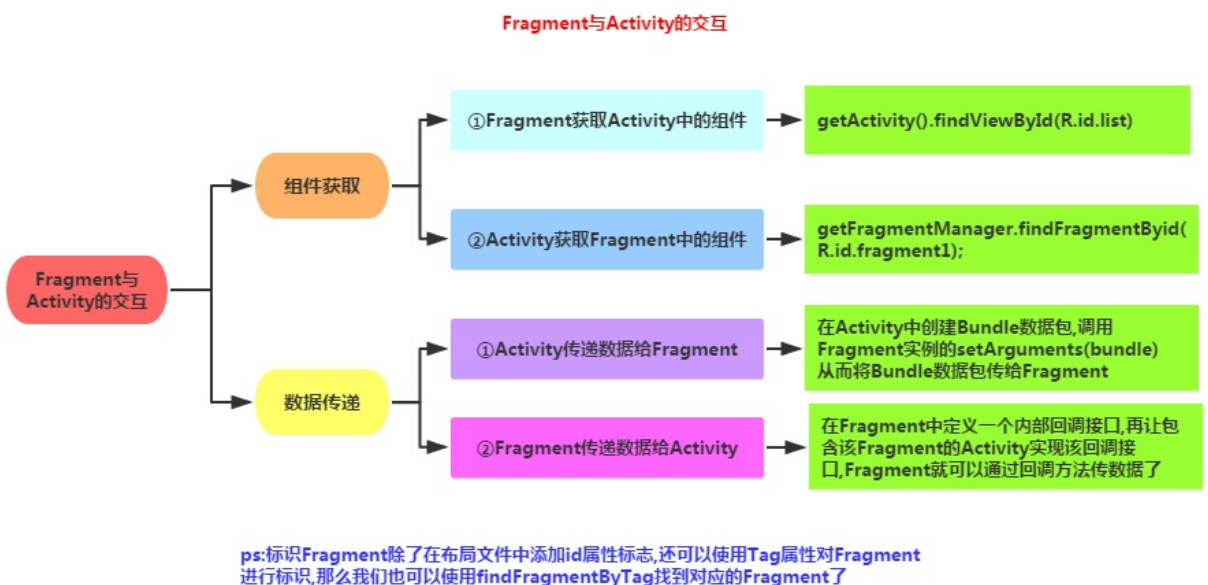 Fragment与Activity的交互
①Fragment获取Activity中的组件
getActivity().findViewById(R.id.list)
组件获取
②Activity获取Fragment中的组件
getFragmentManager.findFragmentByid(
R.id.fragment1);
Fragment与
Activity的交互
①Activity传递数据给Fragment
在Activity中创建Bundle数据包,调用
Fragment实例的setArguments(bundle)
从而将Bundle数据包传给Fragment
数据传递
②Fragment传递数据给Activity
在Fragment中定义一个内部回调接口,再让包
含该Fragment的Activity实现该回调接
口,Fragment就可以通过回调方法传数据了
ps:标识Fragment除了在布局文件中添加id属性标志,还可以使用Tag属性对Fragment
进行标识,那么我们也可以使用findFragmentByTag找到对应的Fragment了